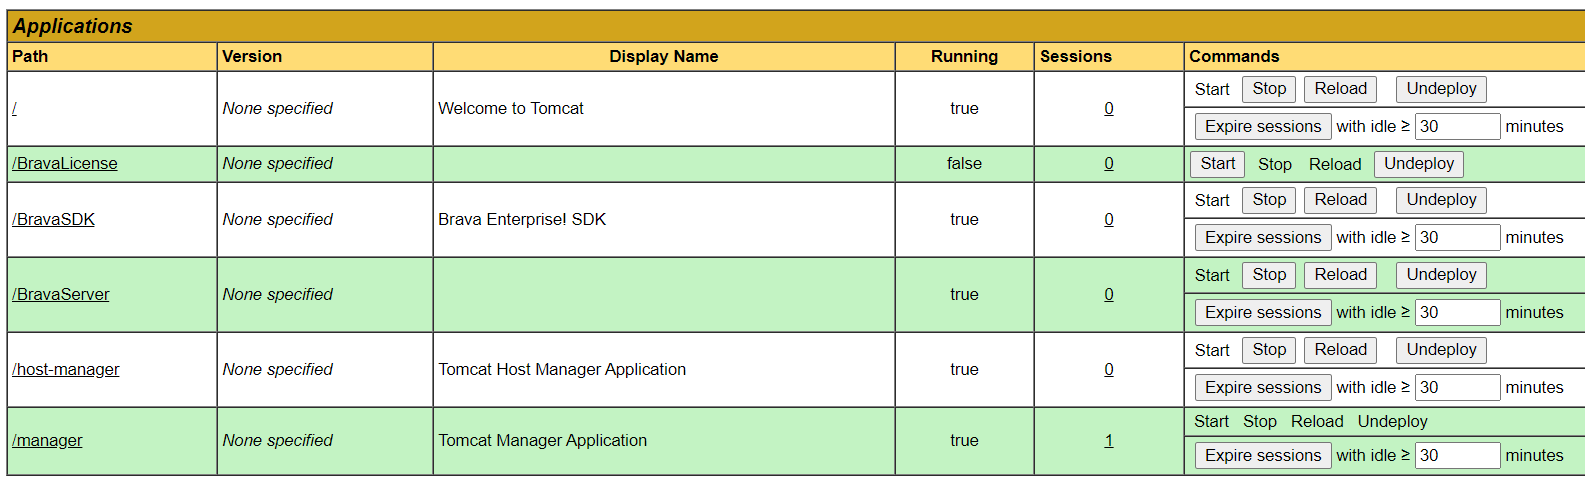 Applications
Path Version Display Name Running Sessions Commands
/ None specified Welcome to Tomcat true 0 Start Stop Reload Undeploy
Expire sessions with idle ≥ 30 minutes
/BravaLicense None specified false 0 Start Stop Reload Undeploy
/BravaSDK None specified Brava Enterprise! SDK true 0 Start Stop Reload Undeploy
Expire sessions with idle ≥ 30 minutes
/BravaServer None specified true 0 Start Stop Reload Undeploy
Expire sessions with idle ≥ 30 minutes
/host-manager None specified Tomcat Host Manager Application true 0 Start Stop Reload Undeploy
Expire sessions with idle ≥ 30 minutes
/manager None specified Tomcat Manager Application true 1 Start Stop Reload Undeploy
Expire sessions with idle ≥ 30 minutes